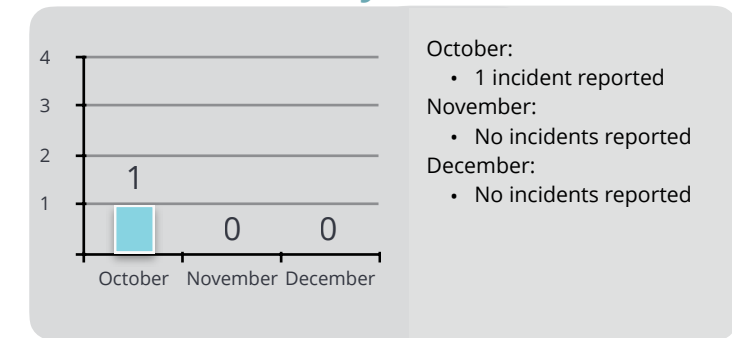 4
3
2
1
1
0
0
October
November
December
October:
• 1 incident reported
November:
• No incidents reported
December:
• No incidents reported